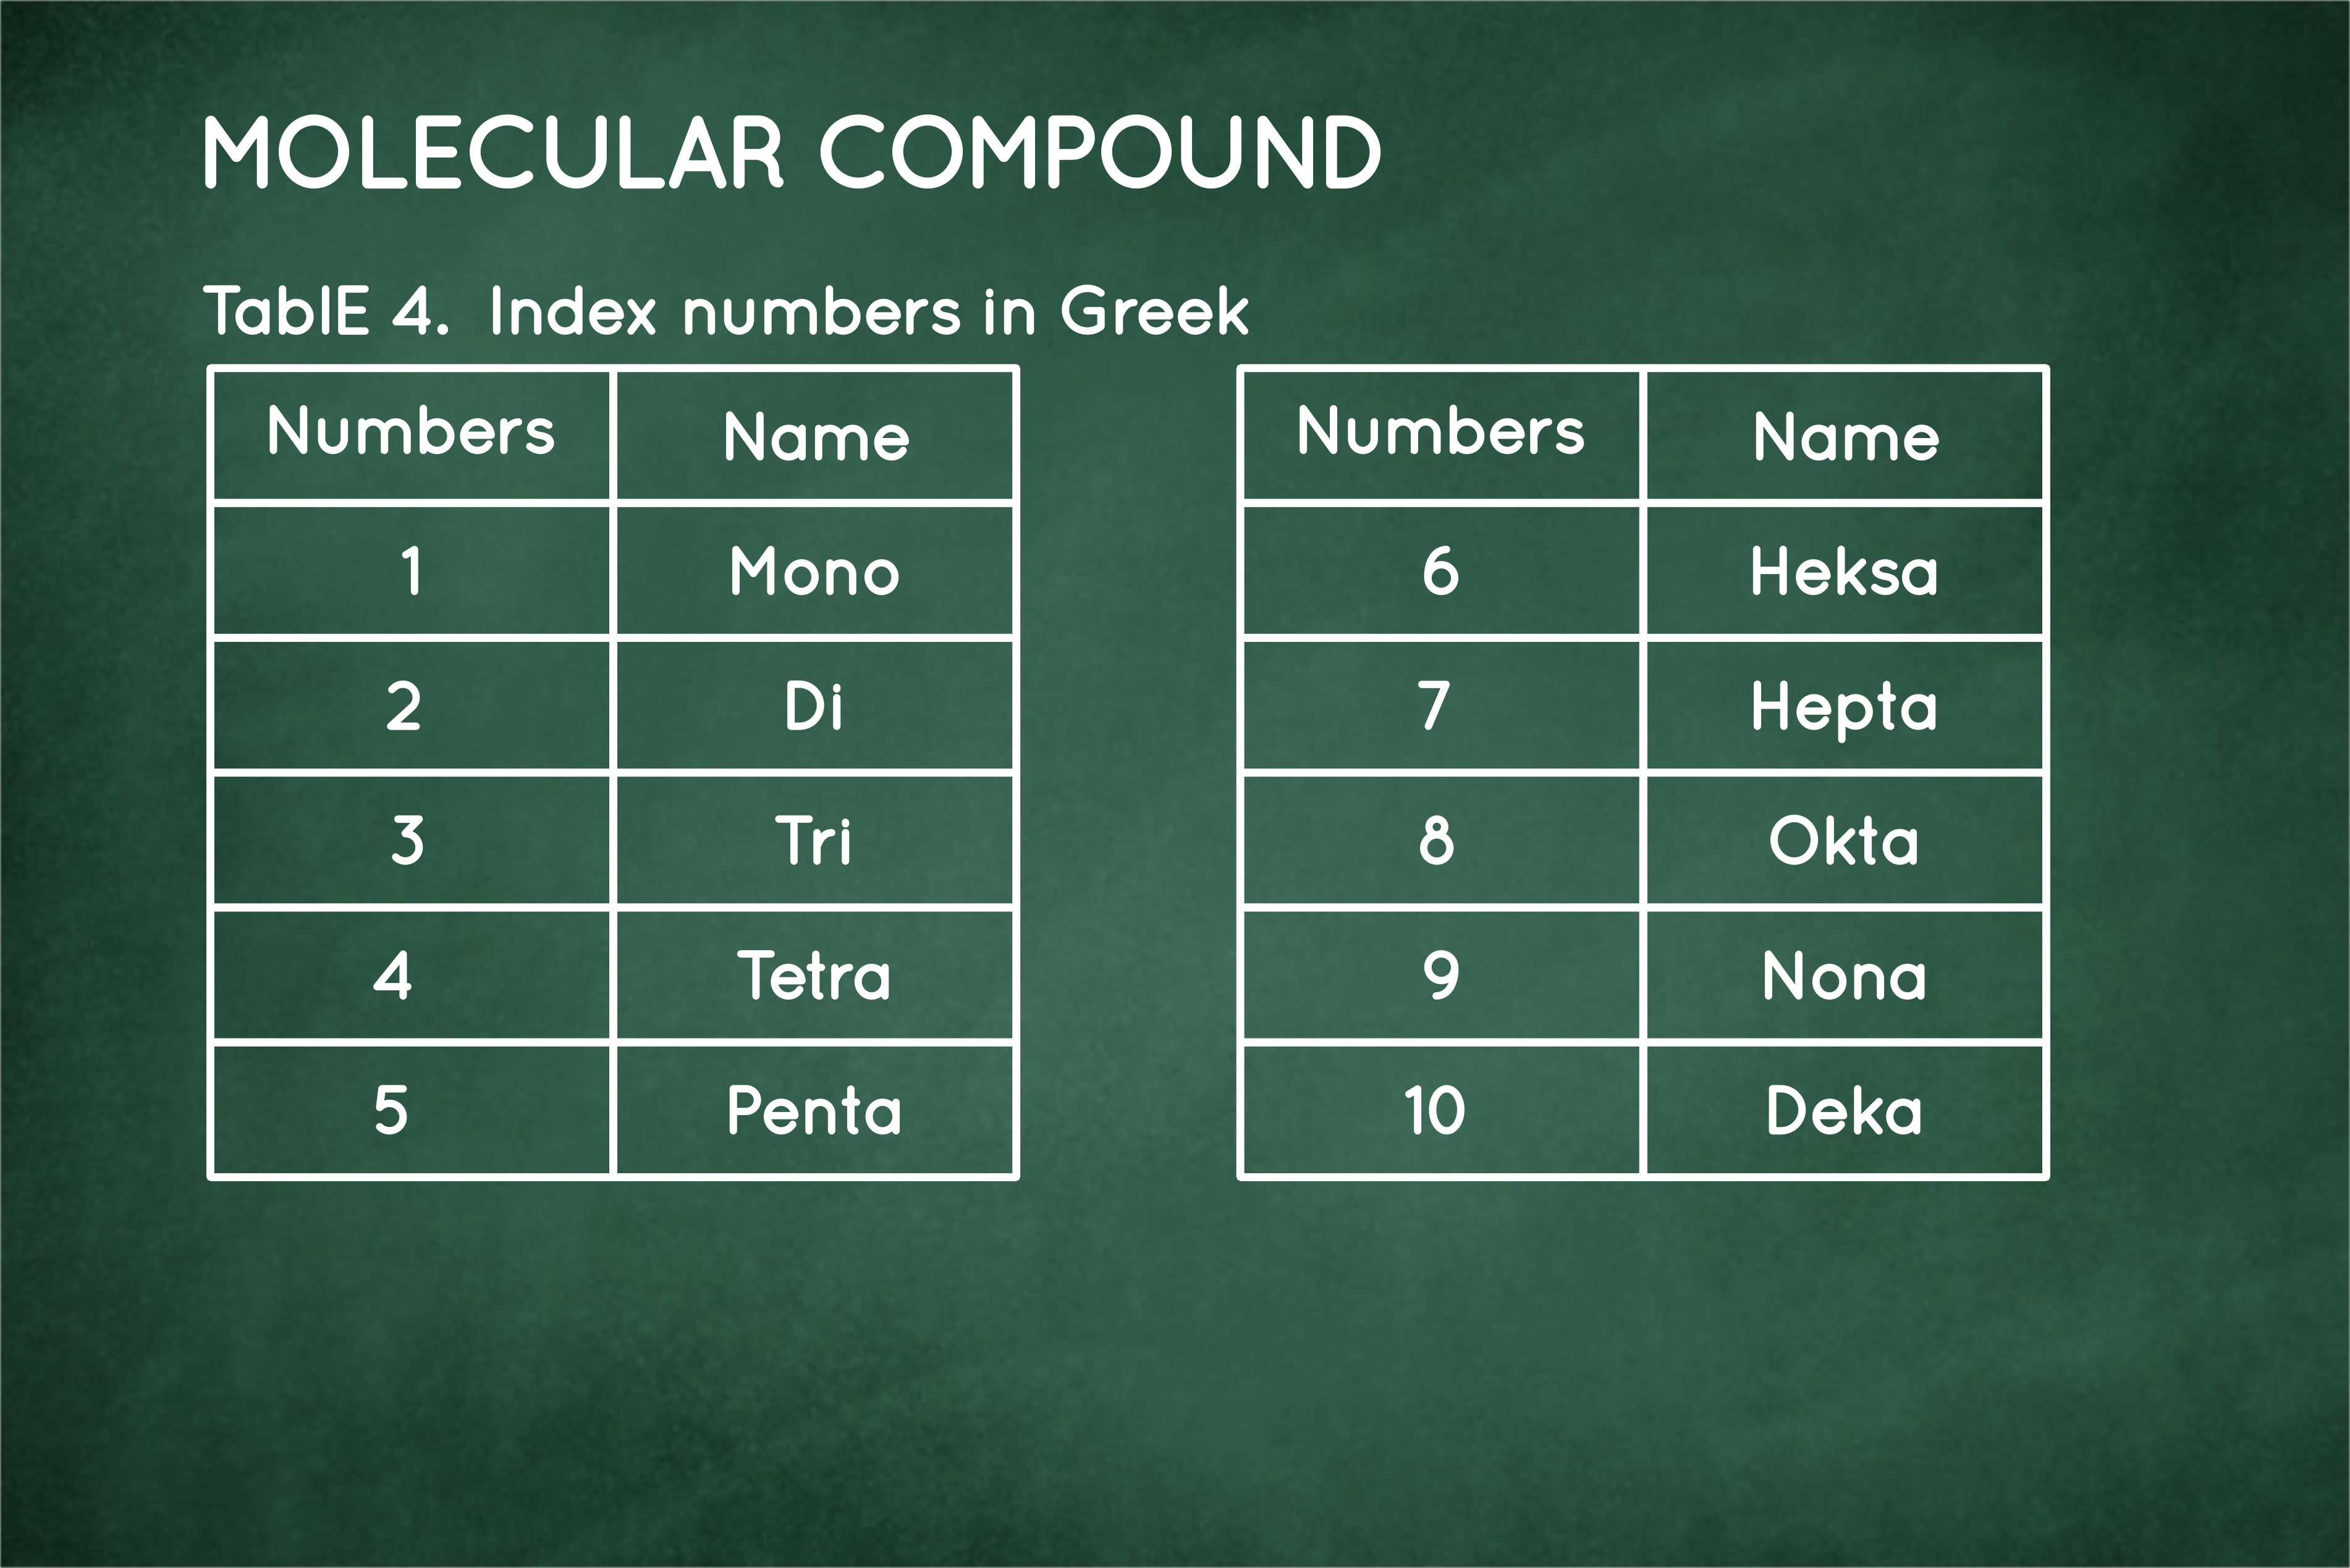 MOLECULAR COMPOUND
TablE 4. Index numbers in Greek
Numbers Name
1 Mono
2 Di
3 Tri
4 Tetra
5 Penta
Numbers Name
6 Heksa
7 Hepta
8 Okta
9 Nona
10 Deka